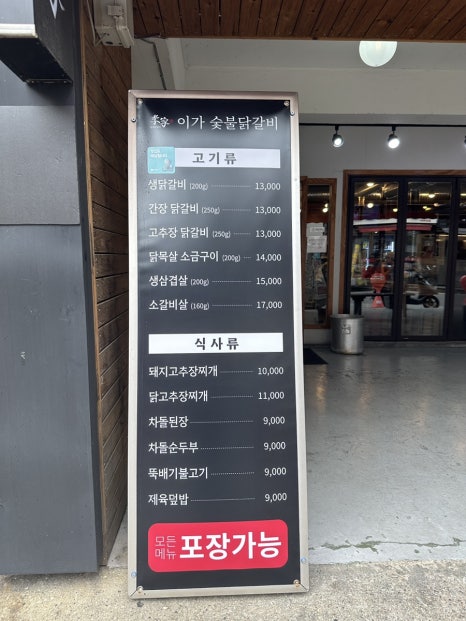 李家 이가 숯불닭갈비
고기류
생닭갈비 (200g) 13,000
간장 닭갈비 (250g) 13,000
고추장 닭갈비 (250g) 13,000
닭목살 소금구이 (200g) 14,000
생삼겹살 (200g) 15,000
소갈비살 (160g) 17,000
식사류
돼지고추장찌개 10,000
닭고추장찌개 11,000
차돌된장 9,000
차돌순두부 9,000
뚝배기불고기 9,000
제육덮밥 9,000
모든
메뉴 포장가능